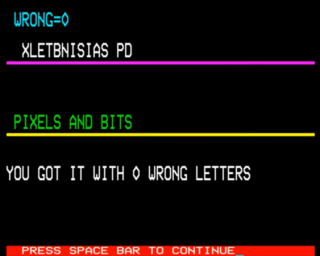 WRONG=0
XLETBNISIAS PD
PIXELS AND BITS
YOU GOT IT WITH 0 WRONG LETTERS
PRESS SPACE BAR TO CONTINUE_